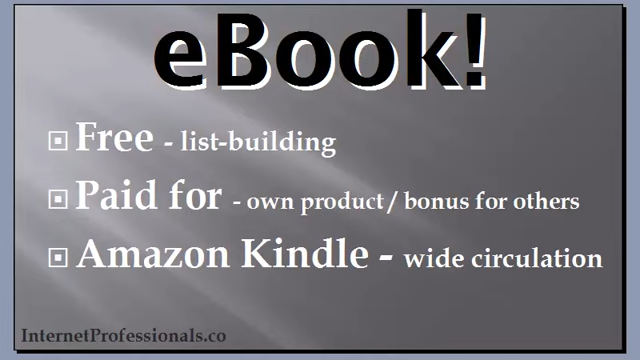 eBook!
Free - list-building
Paid for - own product / bonus for others
Amazon Kindle - wide circulation
InternetProfessionals.co